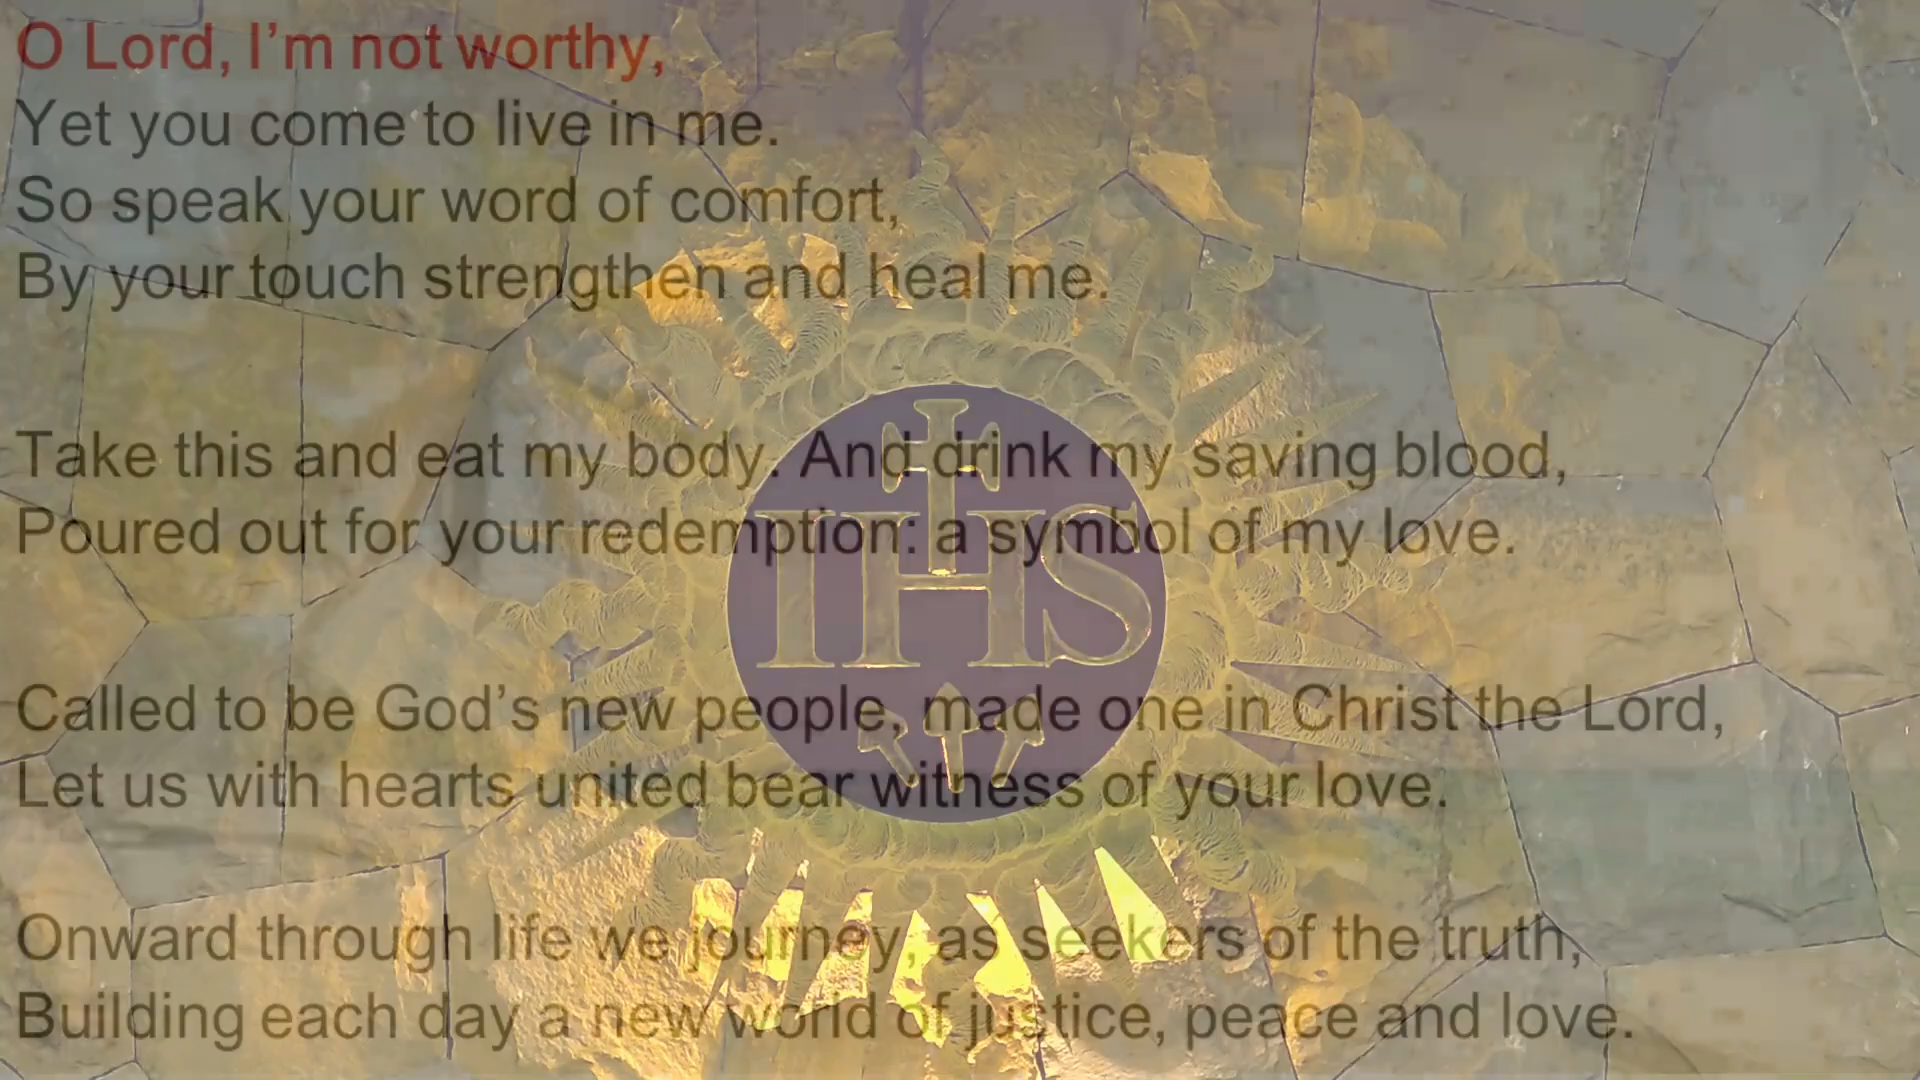 O Lord, I’m not worthy,
Yet you come to live in me.
So speak your word of comfort,
By your touch strengthen and heal me.
Take this and eat my body. And drink my saving blood,
Poured out for your redemption: a symbol of my love.
IHS
Called to be God’s new people, made one in Christ the Lord,
Let us with hearts united bear witness of your love.
Onward through life we journey, as seekers of the truth,
Building each day a new world of justice, peace and love.